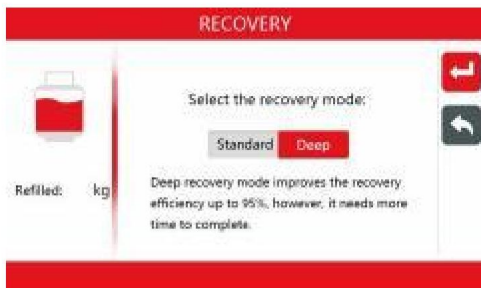 RECOVERY
Select the recovery mode:
Standard Deep
Refilled: kg
Deep recovery mode improves the recovery
efficiency up to 95%, however, it needs more
time to complete.